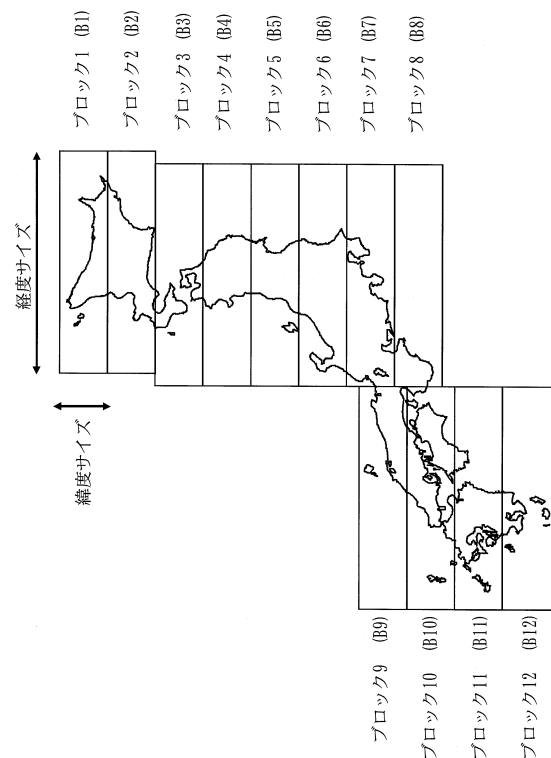 ブロック1 (B1)
ブロック2 (B2)
ブロック3 (B3)
ブロック4 (B4)
ブロック5 (B5)
ブロック6 (B6)
ブロック7 (B7)
ブロック8 (B8)
経度サイズ
緯度サイズ
ブロック9 (B9)
ブロック10 (B10)
ブロック11 (B11)
ブロック12 (B12)